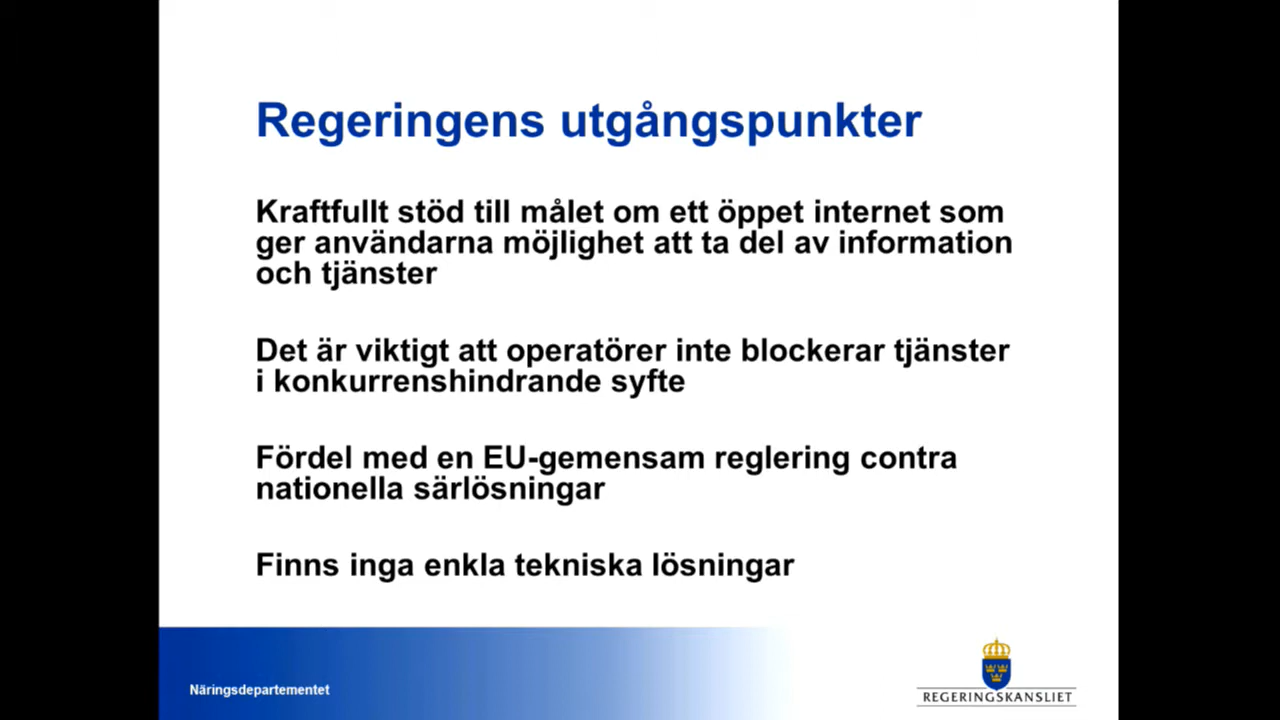 Regeringens utgångspunkter
Kraftfullt stöd till målet om ett öppet internet som
ger användarna möjlighet att ta del av information
och tjänster
Det är viktigt att operatörer inte blockerar tjänster
i konkurrenshindrande syfte
Fördel med en EU-gemensam reglering contra
nationella särlösningar
Finns inga enkla tekniska lösningar
Näringsdepartementet
REGERINGSKANSLIET